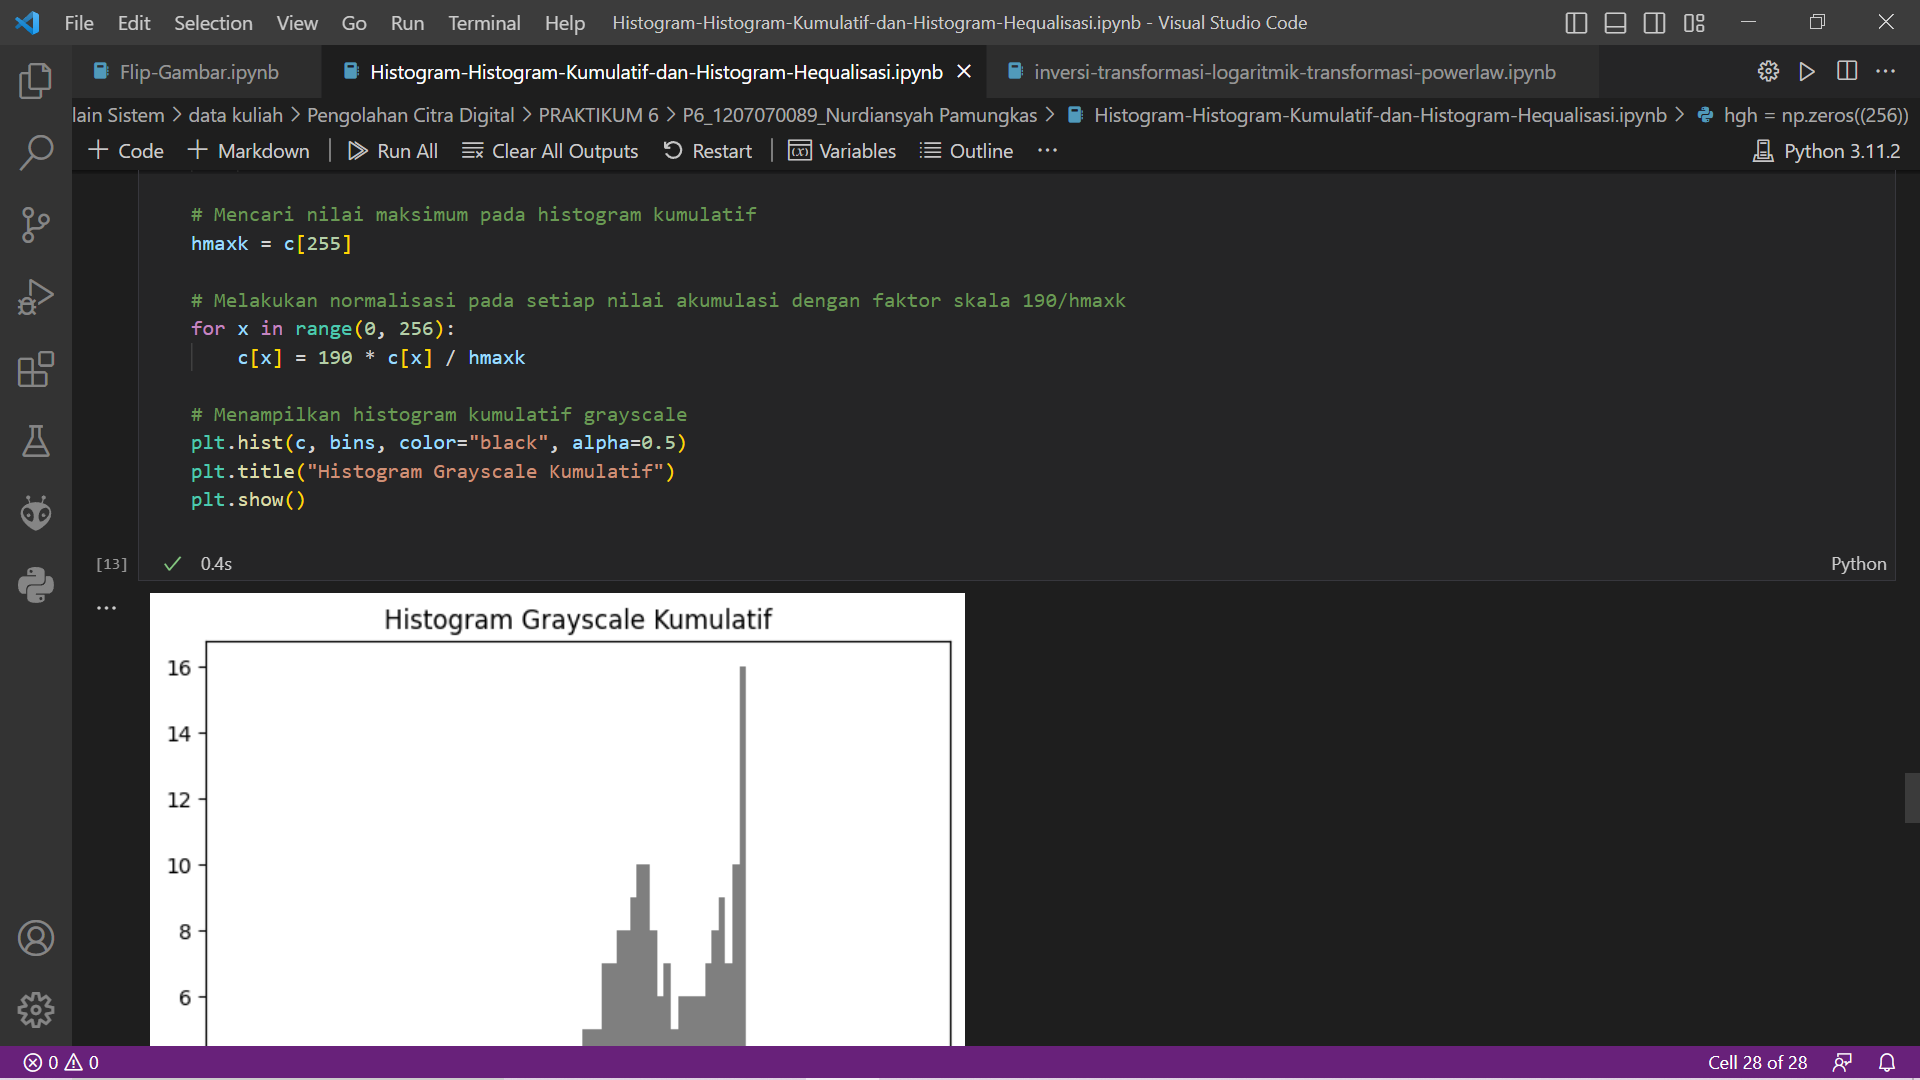 File Edit Selection View Go Run Terminal Help Histogram-Histogram-Kumulatif-dan-Histogram-Hequalisasi.ipynb - Visual Studio Code
Flip-Gambar.ipynb Histogram-Histogram-Kumulatif-dan-Histogram-Hequalisasi.ipynb inversi-transformasi-logaritmik-transformasi-powerlaw.ipynb
lain Sistem > data kuliah > Pengolahan Citra Digital > PRAKTIKUM 6 > P6_1207070089_Nurdiansyah Pamungkas > Histogram-Histogram-Kumulatif-dan-Histogram-Hequalisasi.ipynb > hgh = np.zeros((256))
+ Code + Markdown | Run All Clear All Outputs Restart | Variables Outline ... Python 3.11.2
# Mencari nilai maksimum pada histogram kumulatif
hmaxk = c[255]
# Melakukan normalisasi pada setiap nilai akumulasi dengan faktor skala 190/hmaxk
for x in range(0, 256):
    c[x] = 190 * c[x] / hmaxk
# Menampilkan histogram kumulatif grayscale
plt.hist(c, bins, color="black", alpha=0.5)
plt.title("Histogram Grayscale Kumulatif")
plt.show()
[13] 0.4s Python
...
Histogram Grayscale Kumulatif
16
14
12
10
8
6
0 0 Cell 28 of 28